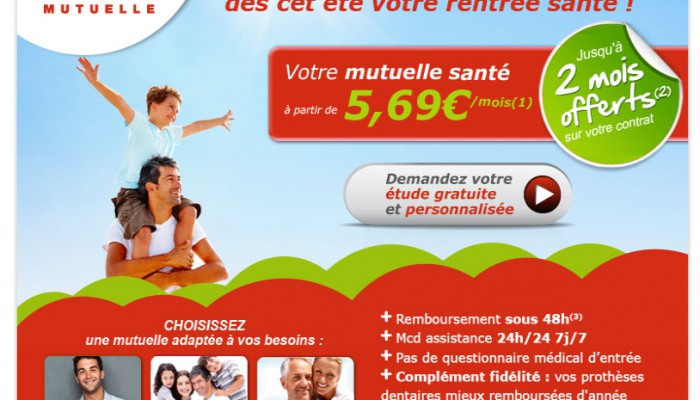 MUTUELLE
dès cet été votre rentrée santé !
Votre mutuelle santé
à partir de 5,69€/mois(1)
Jusqu'à
2 mois
offerts(2)
sur votre contrat
Demandez votre
étude gratuite
et personnalisée
CHOISISSEZ
une mutuelle adaptée à vos besoins :
+ Remboursement sous 48h(3)
+ Mcd assistance 24h/24 7j/7
+ Pas de questionnaire médical d'entrée
+ Complément fidélité : vos prothèses
dentaires mieux remboursées d'année